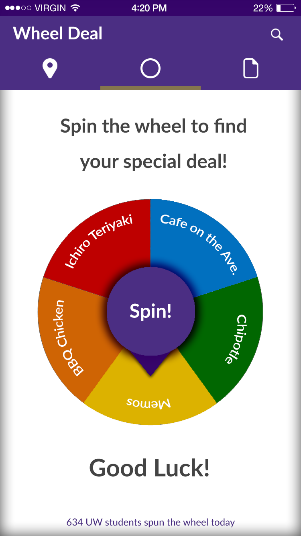 VIRGIN 4:20 PM 22%
Wheel Deal
Spin the wheel to find
your special deal!
Ichiro Teriyaki
Cafe on the Ave.
BBQ Chicken
Spin!
Chipotle
Memos
Good Luck!
634 UW students spun the wheel today